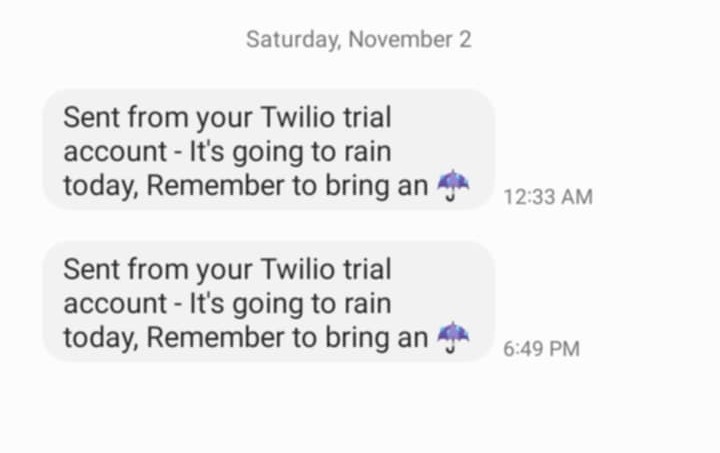 Saturday, November 2
Sent from your Twilio trial
account - It's going to rain
today, Remember to bring an ☔
12:33 AM
Sent from your Twilio trial
account - It's going to rain
today, Remember to bring an ☔
6:49 PM